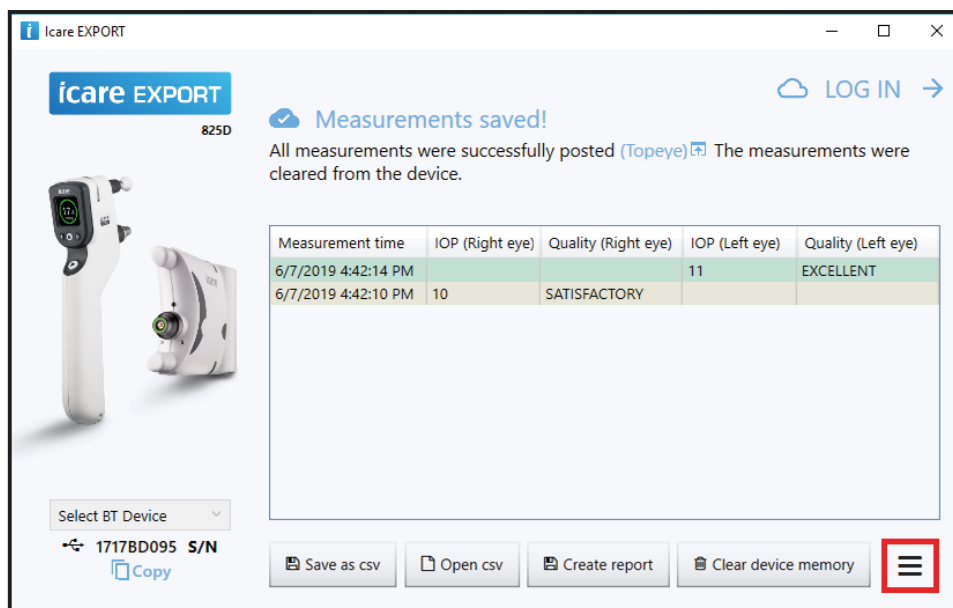 Icare EXPORT
icare EXPORT
825D
LOG IN
Measurements saved!
All measurements were successfully posted (Topeye) The measurements were
cleared from the device.
Measurement time IOP (Right eye) Quality (Right eye) IOP (Left eye) Quality (Left eye)
6/7/2019 4:42:14 PM 11 EXCELLENT
6/7/2019 4:42:10 PM 10 SATISFACTORY
Select BT Device
1717BD095 S/N
Copy
Save as csv Open csv Create report Clear device memory